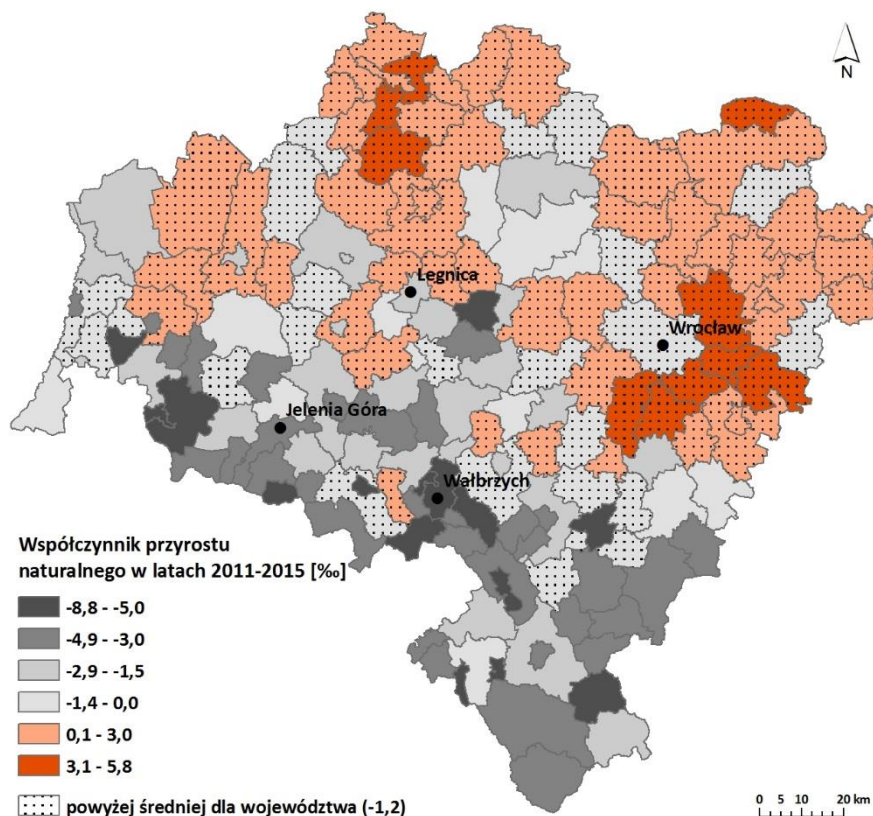 N
Legnica
Wrocław
Jelenia Góra
Wałbrzych
Współczynnik przyrostu
naturalnego w latach 2011-2015 [‰]
-8,8 - -5,0
-4,9 - -3,0
-2,9 - -1,5
-1,4 - 0,0
0,1 - 3,0
3,1 - 5,8
powyżej średniej dla województwa (-1,2)
0 5 10 20 km